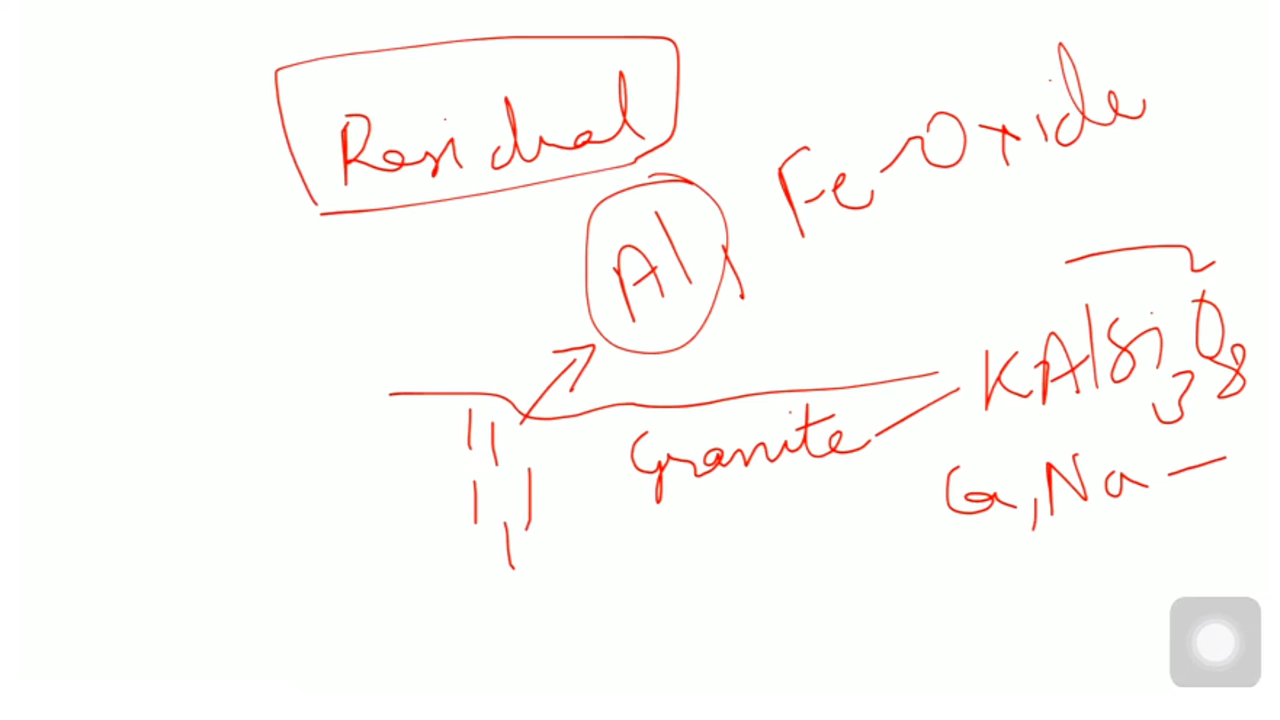 Residual
Al, Fe-Oxide
Granite - KAlSi3O8
Ca, Na -